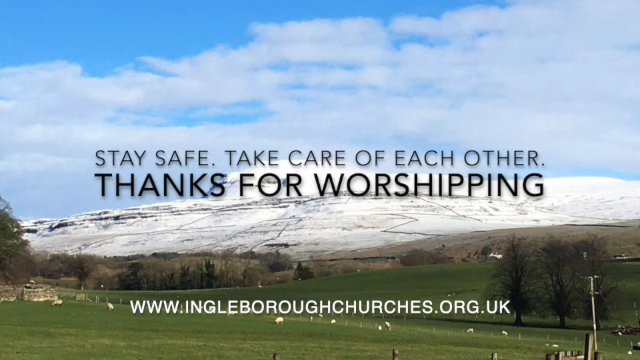 STAY SAFE. TAKE CARE OF EACH OTHER.
THANKS FOR WORSHIPPING
WWW.INGLEBOROUGHCHURCHES.ORG.UK